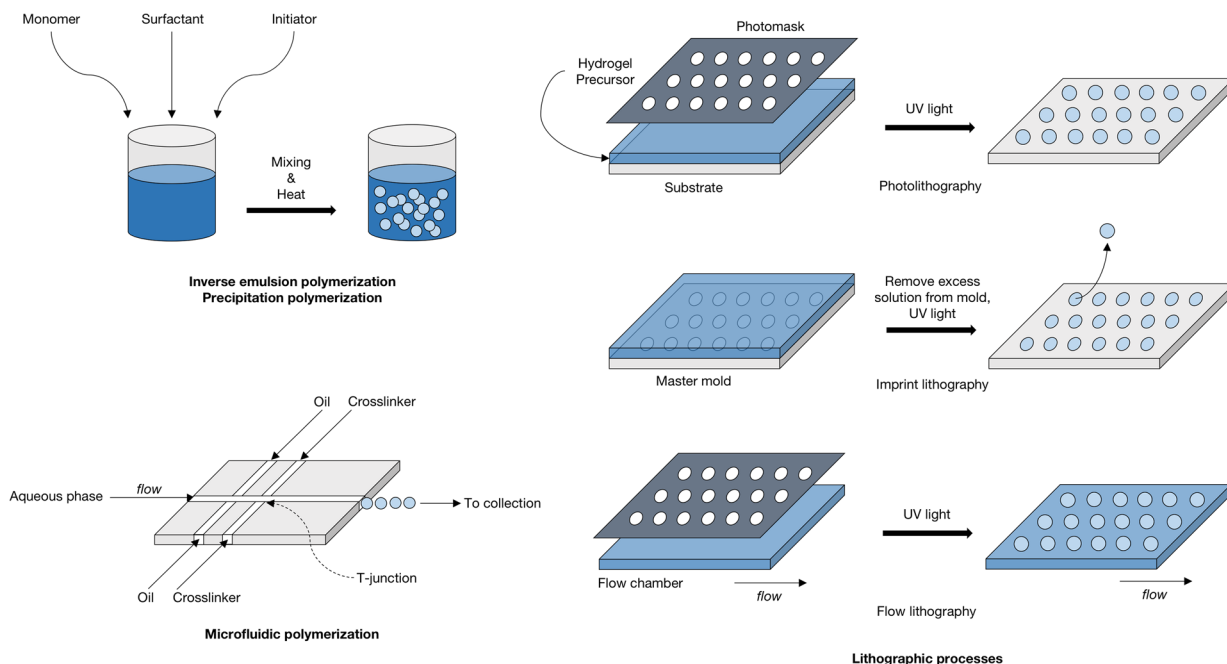 Monomer
Surfactant
Initiator
Mixing
&
Heat
Inverse emulsion polymerization
Precipitation polymerization
Oil
Crosslinker
Aqueous phase
flow
To collection
T-junction
Oil
Crosslinker
Microfluidic polymerization
Photomask
Hydrogel
Precursor
Substrate
UV light
Photolithography
Master mold
Remove excess
solution from mold,
UV light
Imprint lithography
Flow chamber
flow
UV light
flow
Flow lithography
Lithographic processes